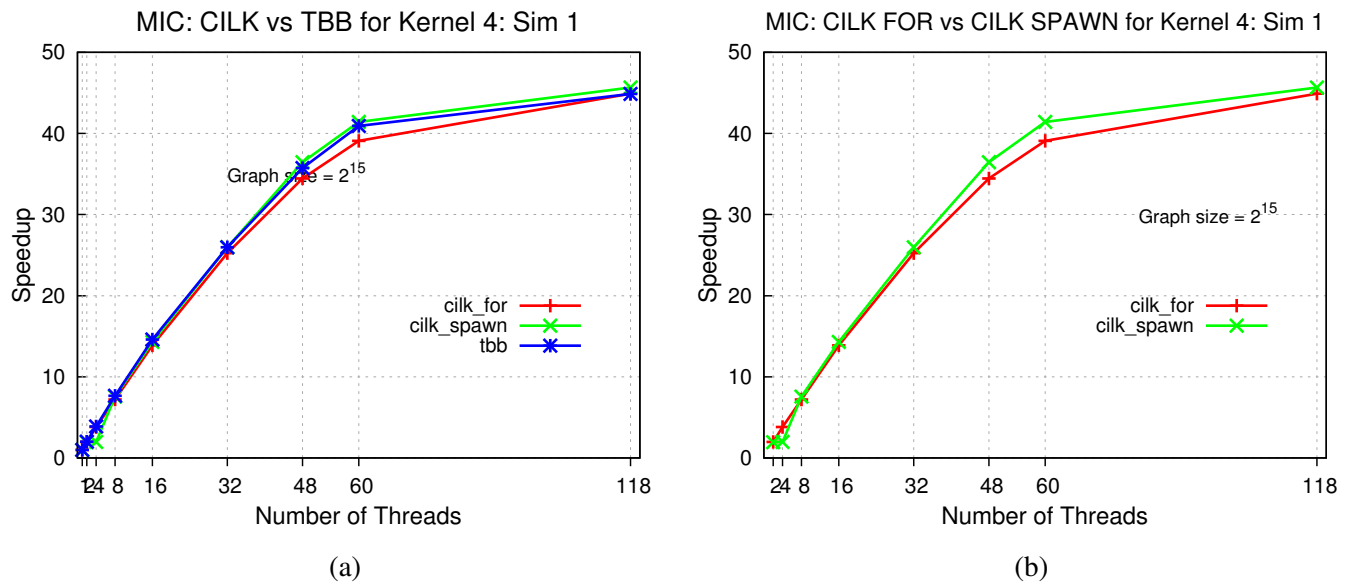 MIC: CILK vs TBB for Kernel 4: Sim 1
50
40
30
20
10
0
Speedup
Graph size = 2^15
cilk_for
cilk_spawn
tbb
1 2 4 8 16 32 48 60 118
Number of Threads
(a)
MIC: CILK FOR vs CILK SPAWN for Kernel 4: Sim 1
50
40
30
20
10
0
Speedup
Graph size = 2^15
cilk_for
cilk_spawn
2 4 8 16 32 48 60 118
Number of Threads
(b)